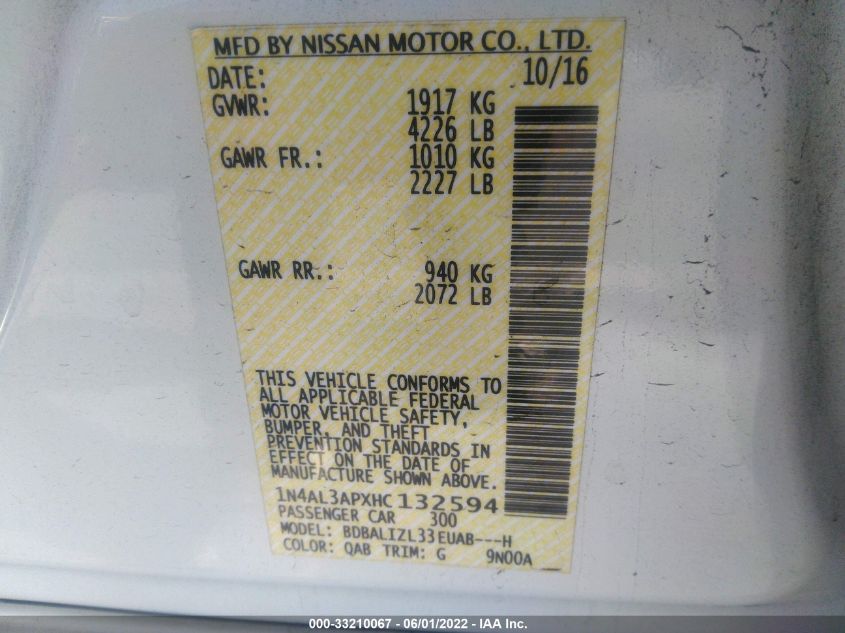 MFD BY NISSAN MOTOR CO., LTD.
DATE: 10/16
GVWR: 1917 KG
4226 LB
GAWR FR.: 1010 KG
2227 LB
GAWR RR.: 940 KG
2072 LB
THIS VEHICLE CONFORMS TO
ALL APPLICABLE FEDERAL
MOTOR VEHICLE SAFETY,
BUMPER, AND THEFT
PREVENTION STANDARDS IN
EFFECT ON THE DATE OF
MANUFACTURE SHOWN ABOVE.
1N4AL3APXHC132594
PASSENGER CAR 300
MODEL: BDBALIZL33EUAB---H
COLOR: QAB TRIM: G 9N00A
000-33210067 - 06/01/2022 - IAA Inc.